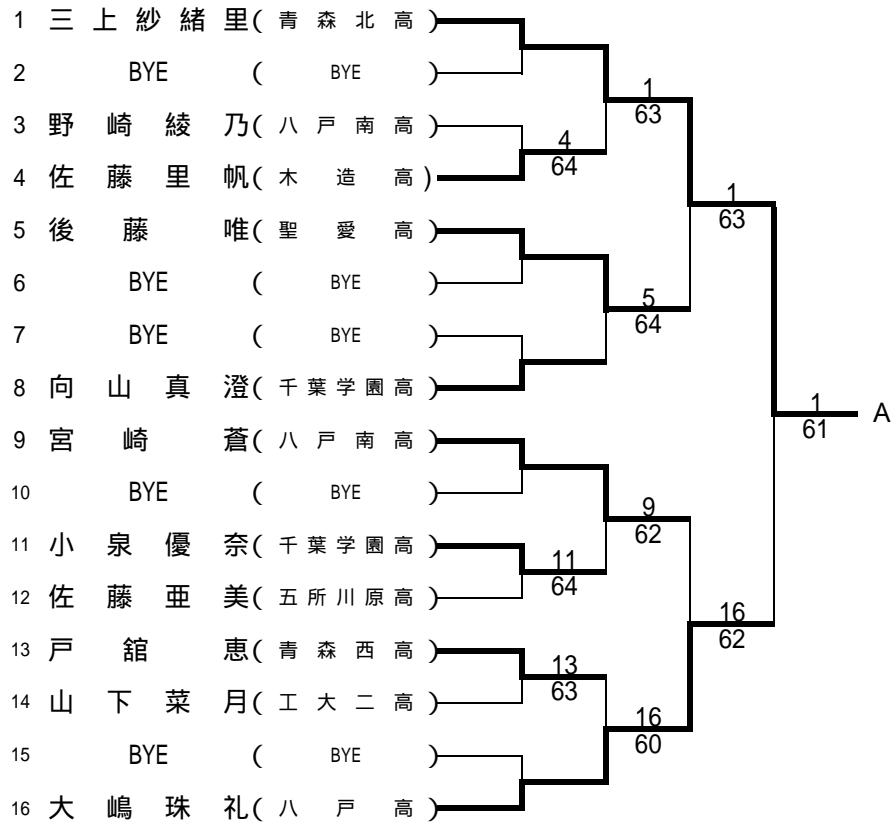 1 三上紗緒里(青森北高)
2 BYE (BYE)
3 野崎綾乃(八戸南高)
4 佐藤里帆(木造高)
5 後藤唯(聖愛高)
6 BYE (BYE)
7 BYE (BYE)
8 向山真澄(千葉学園高)
9 宮崎蒼(八戸南高)
10 BYE (BYE)
11 小泉優奈(千葉学園高)
12 佐藤亜美(五所川原高)
13 戸舘恵(青森西高)
14 山下菜月(工大二高)
15 BYE (BYE)
16 大嶋珠礼(八戸高)
4
64
11
64
13
63
1
63
5
64
9
62
16
60
1
63
16
62
1
61
A